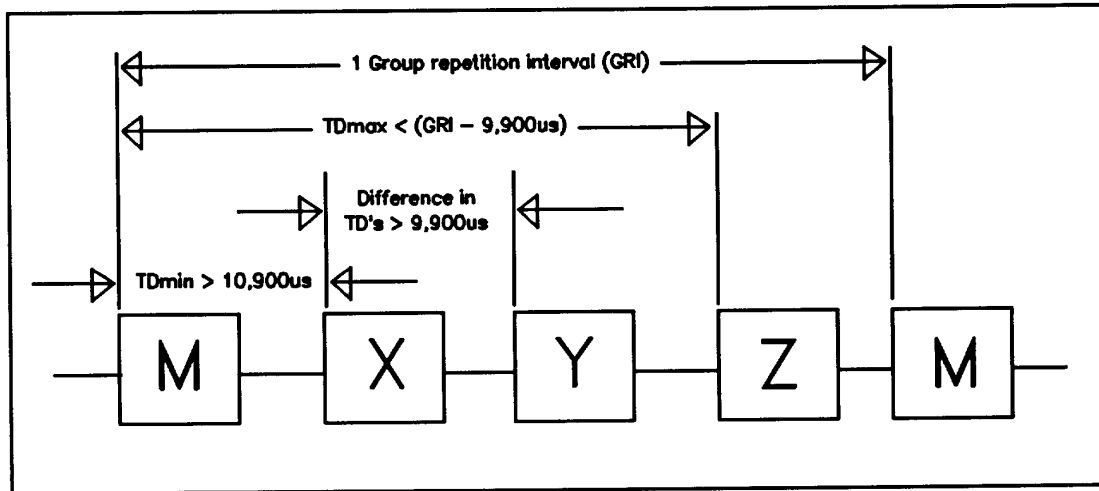 1 Group repetition interval (GRI)
TDmax < (GRI – 9,900us)
Difference in
TD's > 9,900us
TDmin > 10,900us
M X Y Z M